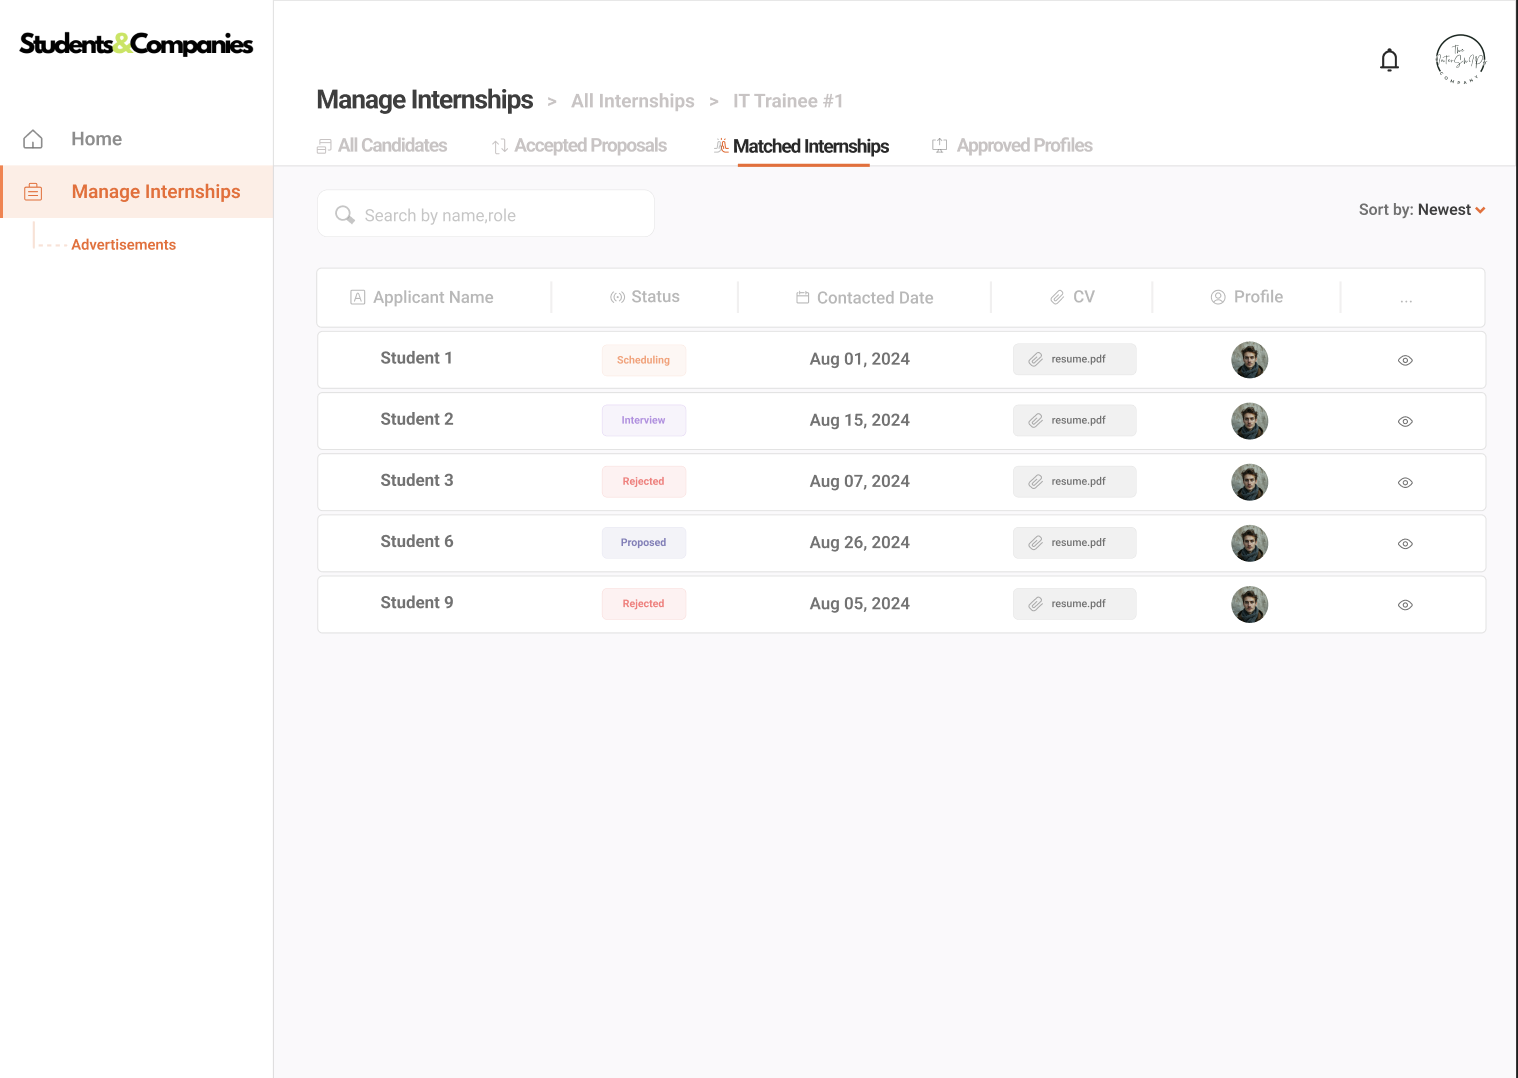 Students&Companies
Manage Internships > All Internships > IT Trainee #1
The
COMPANY
Home
Manage Internships
Advertisements
All Candidates Accepted Proposals Matched Internships Approved Profiles
Search by name,role
Sort by: Newest
A Applicant Name Status Contacted Date CV Profile ...
Student 1 Scheduling Aug 01, 2024 resume.pdf
Student 2 Interview Aug 15, 2024 resume.pdf
Student 3 Rejected Aug 07, 2024 resume.pdf
Student 6 Proposed Aug 26, 2024 resume.pdf
Student 9 Rejected Aug 05, 2024 resume.pdf